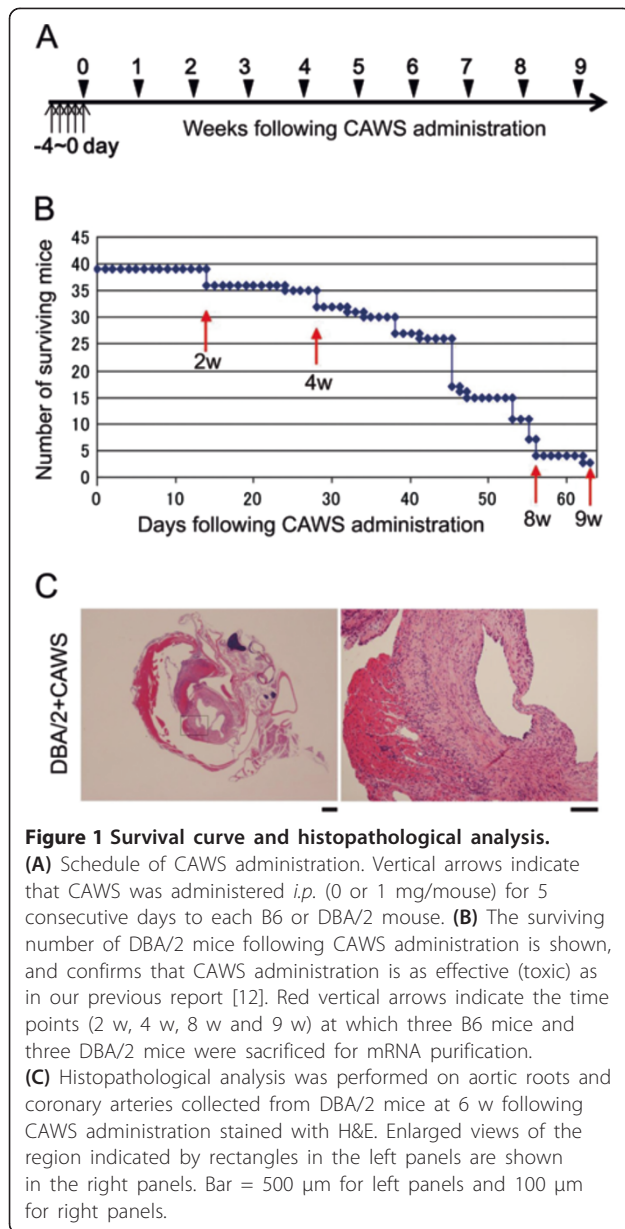 A
0 1 2 3 4 5 6 7 8 9
Weeks following CAWS administration
-4~0 day
B
Number of surviving mice
45
40
35
30
25
20
15
10
5
0
2w
4w
0 10 20 30 40 50 60
Days following CAWS administration
8w 9w
C
DBA/2+CAWS
Figure 1 Survival curve and histopathological analysis.
(A) Schedule of CAWS administration. Vertical arrows indicate
that CAWS was administered i.p. (0 or 1 mg/mouse) for 5
consecutive days to each B6 or DBA/2 mouse. (B) The surviving
number of DBA/2 mice following CAWS administration is shown,
and confirms that CAWS administration is as effective (toxic) as
in our previous report [12]. Red vertical arrows indicate the time
points (2 w, 4 w, 8 w and 9 w) at which three B6 mice and
three DBA/2 mice were sacrificed for mRNA purification.
(C) Histopathological analysis was performed on aortic roots and
coronary arteries collected from DBA/2 mice at 6 w following
CAWS administration stained with H&E. Enlarged views of the
region indicated by rectangles in the left panels are shown
in the right panels. Bar = 500 μm for left panels and 100 μm
for right panels.